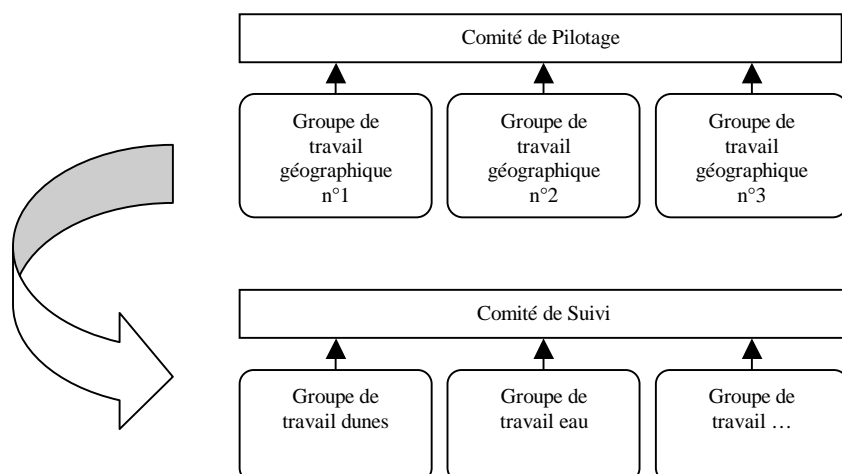 Comité de Pilotage
Groupe de
travail
géographique
n°1
Groupe de
travail
géographique
n°2
Groupe de
travail
géographique
n°3
Comité de Suivi
Groupe de
travail dunes
Groupe de
travail eau
Groupe de
travail …